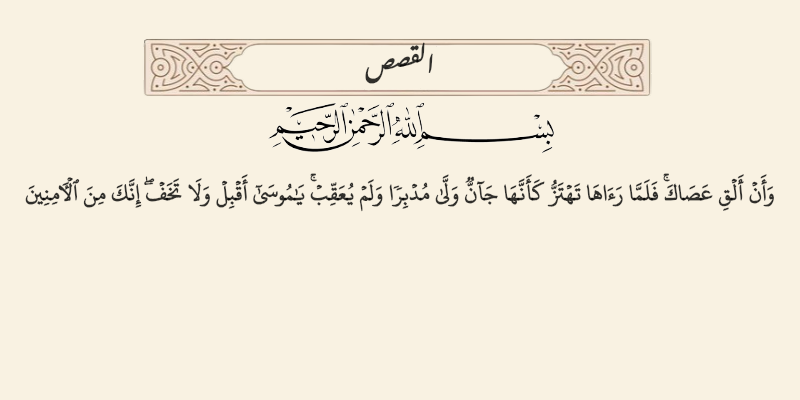 القصص
بِسْمِ ٱللَّهِ ٱلرَّحْمَٰنِ ٱلرَّحِيمِ
وَأَنْ أَلْقِ عَصَاكَ ۖ فَلَمَّا رَءَاهَا تَهْتَزُّ كَأَنَّهَا جَآنٌّ وَلَّىٰ مُدْبِرًا وَلَمْ يُعَقِّبْ ۚ يَـٰمُوسَىٰٓ أَقْبِلْ وَلَا تَخَفْ ۖ إِنَّكَ مِنَ ٱلْـَٔامِنِينَ